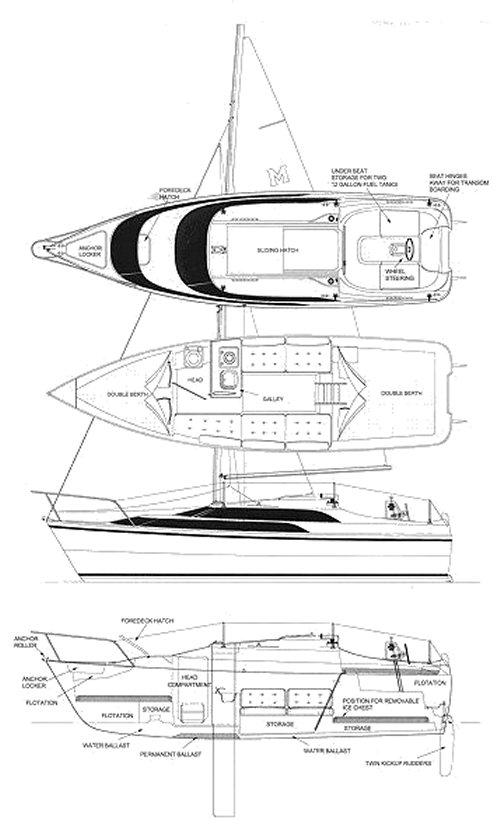 M
UNDER SEAT
STORAGE FOR TWO
12 GALLON FUEL TANKS
SEAT HINGES
AWAY FOR TRANSOM
BOARDING
FOREDECK
HATCH
ANCHOR
LOCKER
SLIDING HATCH
WHEEL
STEERING
HEAD
DOUBLE BERTH
GALLEY
DOUBLE BERTH
FOREDECK HATCH
ANCHOR
ROLLER
ANCHOR
LOCKER
FLOTATION
HEAD
COMPARTMENT
FLOTATION
FLOTATION
STORAGE
STORAGE
POSITION FOR REMOVABLE
ICE CHEST
STORAGE
WATER BALLAST
PERMANENT BALLAST
WATER BALLAST
TWIN KICKUP RUDDERS